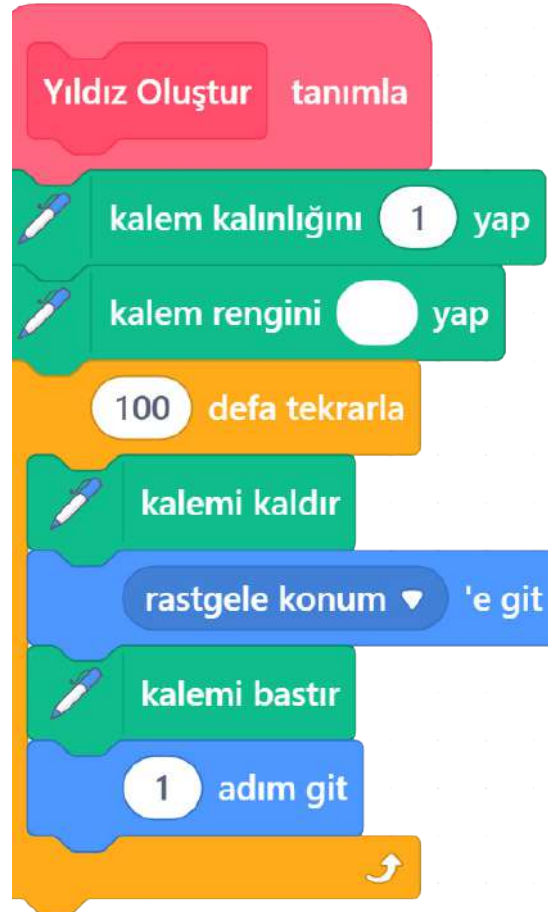 Yıldız Oluştur tanımla
kalem kalınlığını 1 yap
kalem rengini yap
100 defa tekrarla
kalemi kaldır
rastgele konum 'e git
kalemi bastır
1 adım git